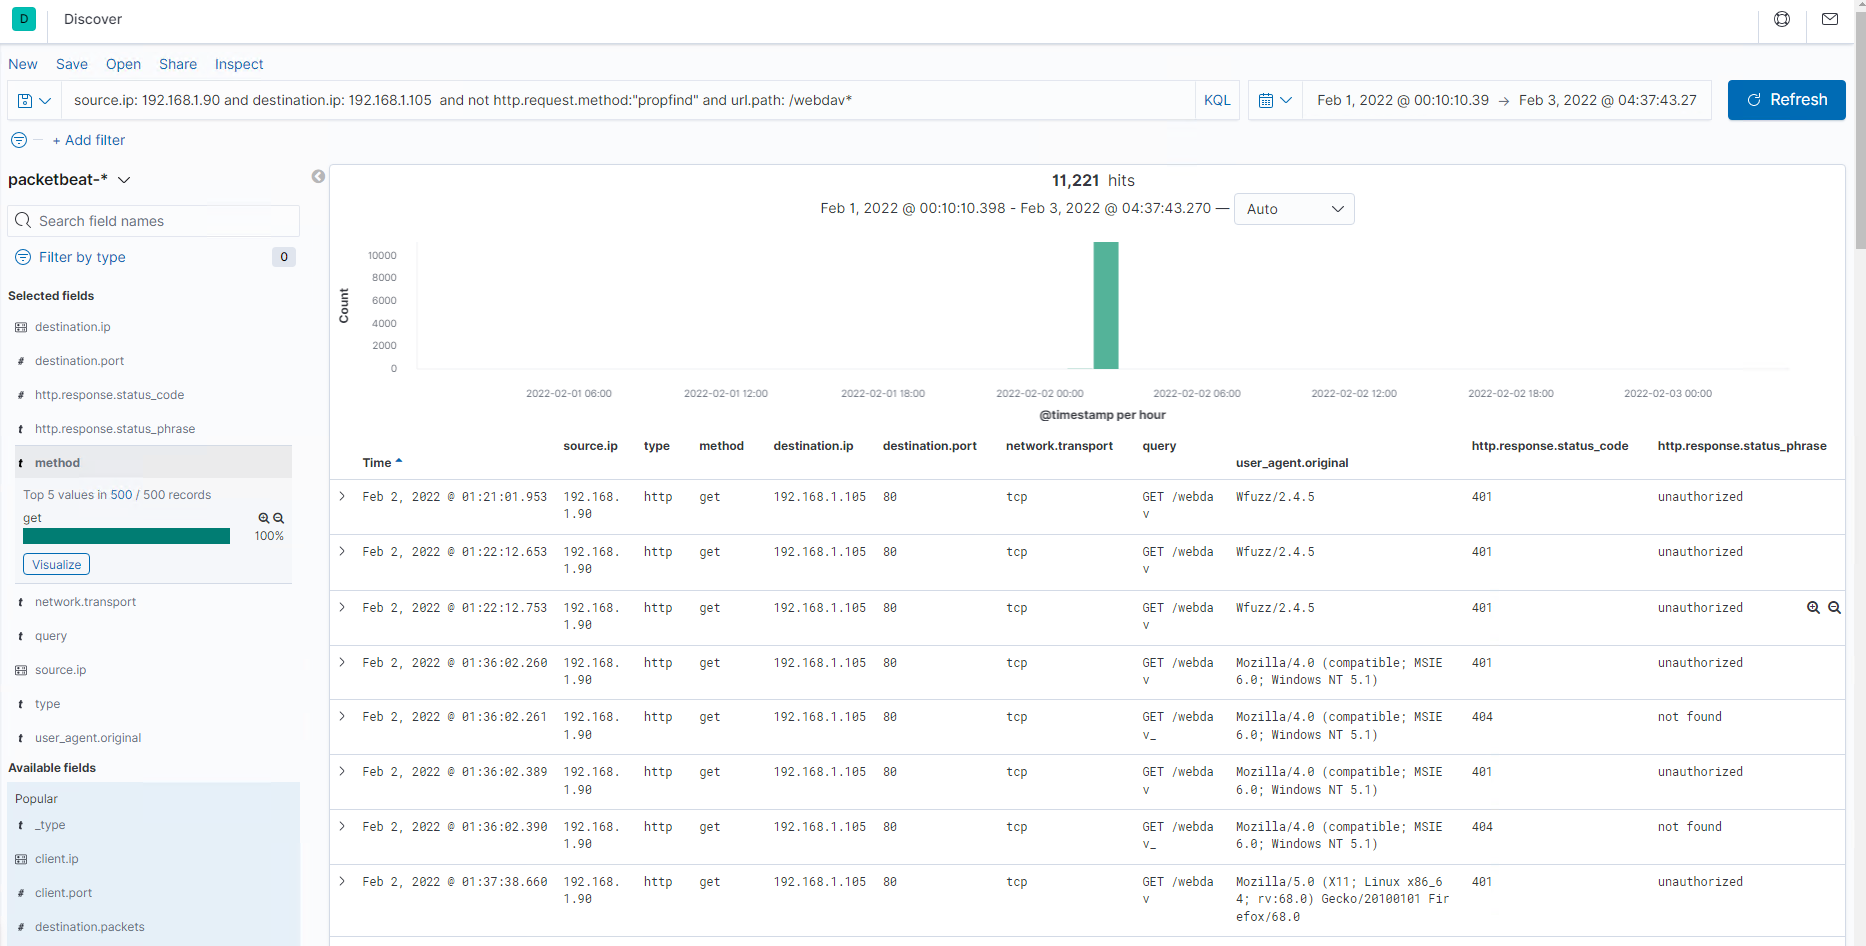 D Discover
New Save Open Share Inspect
source.ip: 192.168.1.90 and destination.ip: 192.168.1.105  and not http.request.method:"propfind" and url.path: /webdav* KQL Feb 1, 2022 @ 00:10:10.39 → Feb 3, 2022 @ 04:37:43.27 Refresh
+ Add filter
packetbeat-*
Search field names
Filter by type 0
Selected fields
destination.ip
# destination.port
# http.response.status_code
t http.response.status_phrase
t method
Top 5 values in 500 / 500 records
get
100%
Visualize
t network.transport
t query
source.ip
t type
t user_agent.original
Available fields
Popular
t _type
client.ip
# client.port
# destination.packets
11,221 hits
Feb 1, 2022 @ 00:10:10.398 - Feb 3, 2022 @ 04:37:43.270 — Auto
Count
10000
8000
6000
4000
2000
0
2022-02-01 06:00 2022-02-01 12:00 2022-02-01 18:00 2022-02-02 00:00 2022-02-02 06:00 2022-02-02 12:00 2022-02-02 18:00 2022-02-03 00:00
@timestamp per hour
Time source.ip type method destination.ip destination.port network.transport query user_agent.original http.response.status_code http.response.status_phrase
Feb 2, 2022 @ 01:21:01.953 192.168. http get 192.168.1.105 80 tcp GET /webda Wfuzz/2.4.5 401 unauthorized
1.90 v
Feb 2, 2022 @ 01:22:12.653 192.168. http get 192.168.1.105 80 tcp GET /webda Wfuzz/2.4.5 401 unauthorized
1.90 v
Feb 2, 2022 @ 01:22:12.753 192.168. http get 192.168.1.105 80 tcp GET /webda Wfuzz/2.4.5 401 unauthorized
1.90 v
Feb 2, 2022 @ 01:36:02.260 192.168. http get 192.168.1.105 80 tcp GET /webda Mozilla/4.0 (compatible; MSIE 401 unauthorized
1.90 v 6.0; Windows NT 5.1)
Feb 2, 2022 @ 01:36:02.261 192.168. http get 192.168.1.105 80 tcp GET /webda Mozilla/4.0 (compatible; MSIE 404 not found
1.90 v_ 6.0; Windows NT 5.1)
Feb 2, 2022 @ 01:36:02.389 192.168. http get 192.168.1.105 80 tcp GET /webda Mozilla/4.0 (compatible; MSIE 401 unauthorized
1.90 v 6.0; Windows NT 5.1)
Feb 2, 2022 @ 01:36:02.390 192.168. http get 192.168.1.105 80 tcp GET /webda Mozilla/4.0 (compatible; MSIE 404 not found
1.90 v_ 6.0; Windows NT 5.1)
Feb 2, 2022 @ 01:37:38.660 192.168. http get 192.168.1.105 80 tcp GET /webda Mozilla/5.0 (X11; Linux x86_6 401 unauthorized
1.90 v 4; rv:68.0) Gecko/20100101 Fir
efox/68.0